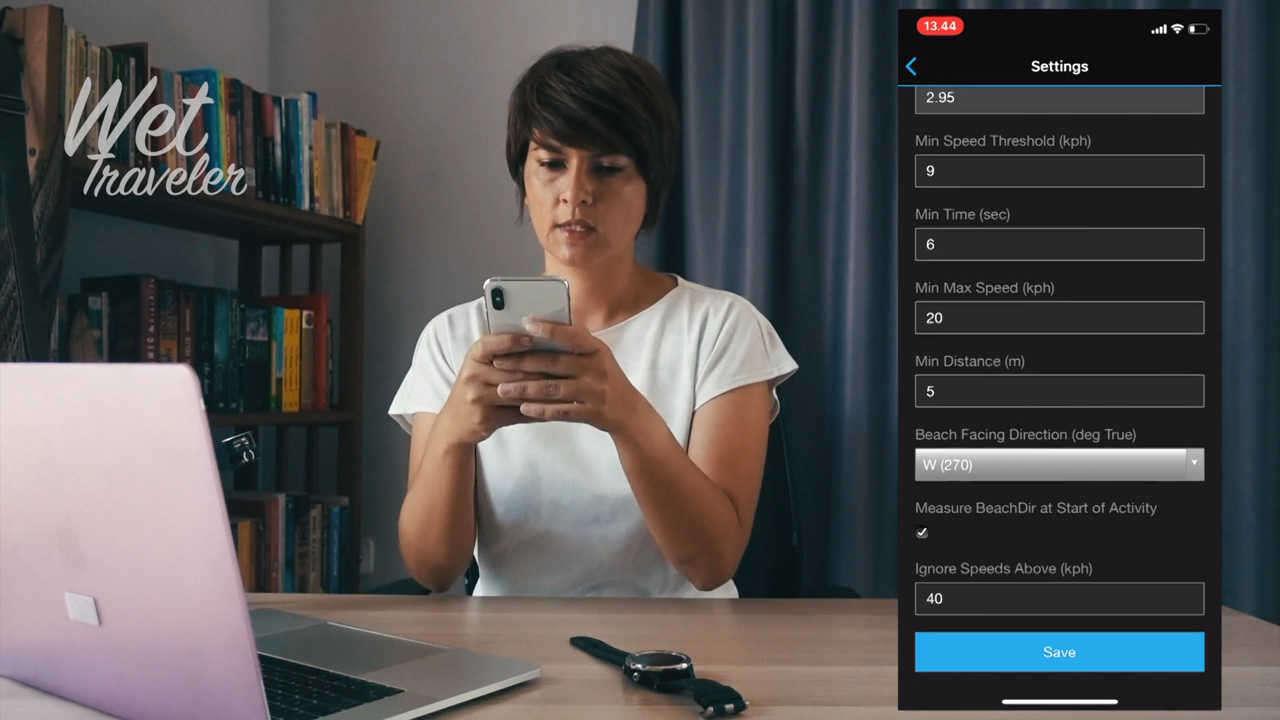 Wet
Traveler
13.44
Settings
2.95
Min Speed Threshold (kph)
9
Min Time (sec)
6
Min Max Speed (kph)
20
Min Distance (m)
5
Beach Facing Direction (deg True)
W (270)
Measure BeachDir at Start of Activity
Ignore Speeds Above (kph)
40
Save